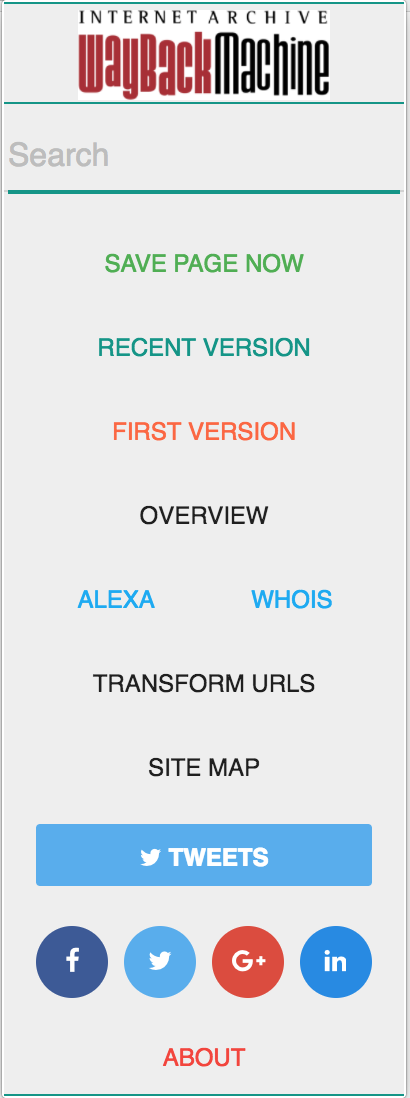 INTERNET ARCHIVE
WayBackMachine
Search
SAVE PAGE NOW
RECENT VERSION
FIRST VERSION
OVERVIEW
ALEXA WHOIS
TRANSFORM URLS
SITE MAP
TWEETS
f G+ in
ABOUT